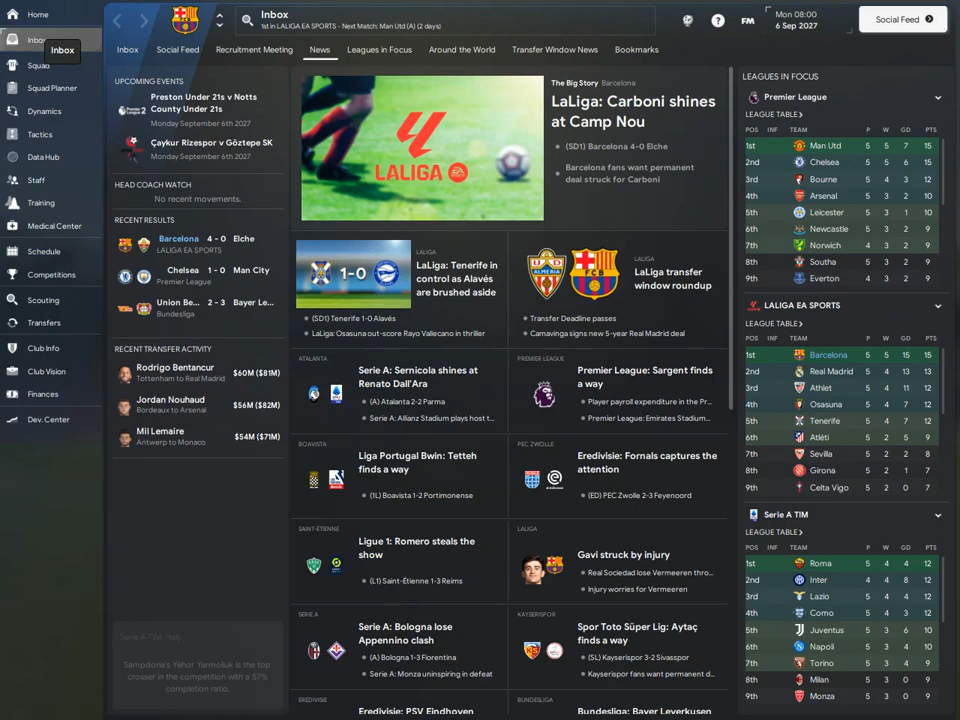 Home
Inbox
Inbox
Squad
Squad Planner
Dynamics
Tactics
Data Hub
Staff
Training
Medical Center
Schedule
Competitions
Scouting
Transfers
Club Info
Club Vision
Finances
Dev. Center
Inbox
1st in LALIGA EA SPORTS - Next Match: Man Utd (A) (2 days)
?
FM
Mon 08:00
6 Sep 2027
Social Feed
Inbox
Social Feed
Recruitment Meeting
News
Leagues in Focus
Around the World
Transfer Window News
Bookmarks
UPCOMING EVENTS
Preston Under 21s v Notts
County Under 21s
Monday September 6th 2027
Çaykur Rizespor v Göztepe SK
Monday September 6th 2027
HEAD COACH WATCH
No recent movements.
RECENT RESULTS
Barcelona 4 - 0 Elche
LALIGA EA SPORTS
Chelsea 1 - 0 Man City
Premier League
Union Be... 2 - 3 Bayer Le...
Bundesliga
RECENT TRANSFER ACTIVITY
Rodrigo Bentancur
Tottenham to Real Madrid
$60M ($81M)
Jordan Nouhaud
Bordeaux to Arsenal
$56M ($82M)
Mil Lemaire
Antwerp to Monaco
$54M ($71M)
Serie A TIM, Italy
Sampdoria's Yehor Yarmoliuk is the top
crosser in the competition with a 57%
completion ratio.
LALIGA
The Big Story Barcelona
LaLiga: Carboni shines
at Camp Nou
(SD1) Barcelona 4-0 Elche
Barcelona fans want permanent
deal struck for Carboni
1-0
LALIGA
LaLiga: Tenerife in
control as Alavés
are brushed aside
(SD1) Tenerife 1-0 Alavés
LaLiga: Osasuna out-score Rayo Vallecano in thriller
LALIGA
LaLiga transfer
window roundup
Transfer Deadline passes
Camavinga signs new 5-year Real Madrid deal
ATALANTA
Serie A: Sernicola shines at
Renato Dall'Ara
(A) Atalanta 2-2 Parma
Serie A: Allianz Stadium plays host t...
PREMIER LEAGUE
Premier League: Sargent finds
a way
Player payroll expenditure in the Pr...
Premier League: Emirates Stadium...
BOAVISTA
Liga Portugal Bwin: Tetteh
finds a way
(1L) Boavista 1-2 Portimonense
PEC ZWOLLE
Eredivisie: Fornals captures the
attention
(ED) PEC Zwolle 2-3 Feyenoord
SAINT-ÉTIENNE
Ligue 1: Romero steals the
show
(L1) Saint-Étienne 1-3 Reims
LALIGA
Gavi struck by injury
Real Sociedad lose Vermeeren thro...
Injury worries for Vermeeren
SERIE A
Serie A: Bologna lose
Appennino clash
(A) Bologna 1-3 Fiorentina
Serie A: Monza uninspiring in defeat
KAYSERISPOR
Spor Toto Süper Lig: Aytaç
finds a way
(SL) Kayserispor 3-2 Sivasspor
Kayserispor fans want permanent d...
EREDIVISIE
Eredivisie: PSV Eindhoven
BUNDESLIGA
Bundesliga: Bayer Leverkusen
LEAGUES IN FOCUS
Premier League
LEAGUE TABLE
POS INF TEAM P W GD PTS
1st Man Utd 5 5 7 15
2nd Chelsea 5 5 6 15
3rd Bourne 5 4 3 12
4th Arsenal 5 3 2 10
5th Leicester 5 3 1 10
6th Newcastle 5 3 2 9
7th Norwich 4 3 2 9
8th Southa 5 3 2 9
9th Everton 4 3 2 9
LALIGA EA SPORTS
LEAGUE TABLE
POS INF TEAM P W GD PTS
1st Barcelona 5 5 15 15
2nd Real Madrid 5 4 13 13
3rd Athlet 5 4 11 12
4th Osasuna 5 4 7 12
5th Tenerife 5 4 7 12
6th Atléti 5 2 5 9
7th Sevilla 5 2 2 8
8th Girona 5 2 1 7
9th Celta Vigo 5 2 0 7
Serie A TIM
LEAGUE TABLE
POS INF TEAM P W GD PTS
1st Roma 5 4 4 12
2nd Inter 4 4 8 12
3rd Lazio 5 4 4 12
4th Como 5 4 3 12
5th Juventus 5 3 6 10
6th Napoli 5 3 4 10
7th Torino 5 3 4 9
8th Milan 5 3 0 9
9th Monza 5 3 0 9